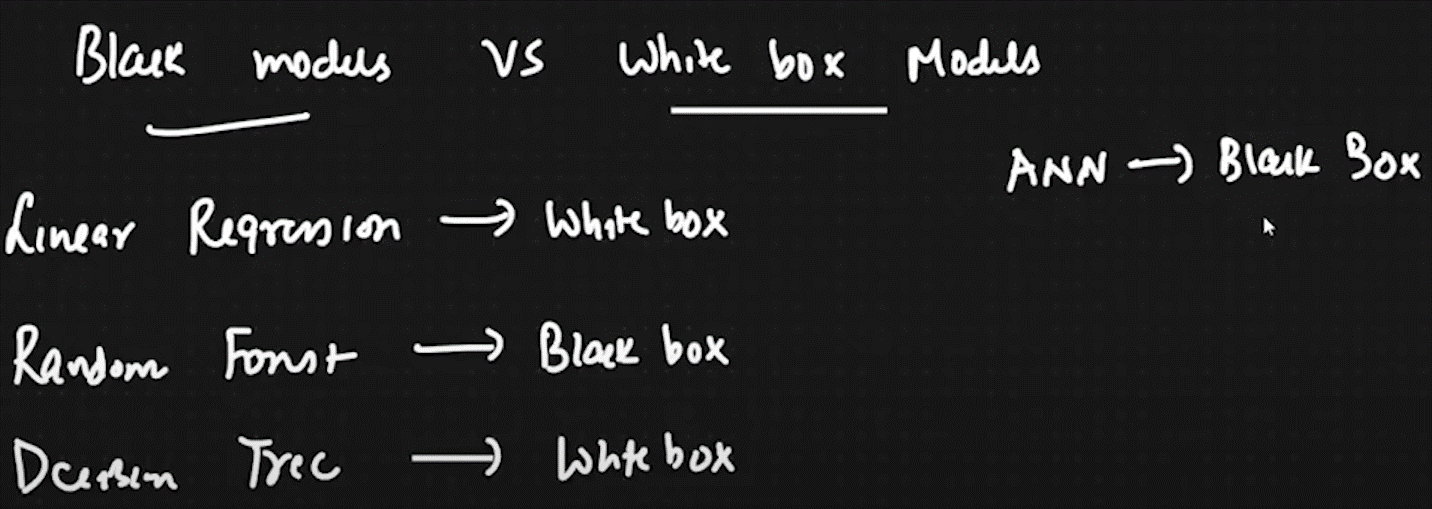 Black models VS White box Models
ANN → Black Box
Linear Regression → White box
Random Forest → Black box
Decision Tree → White box